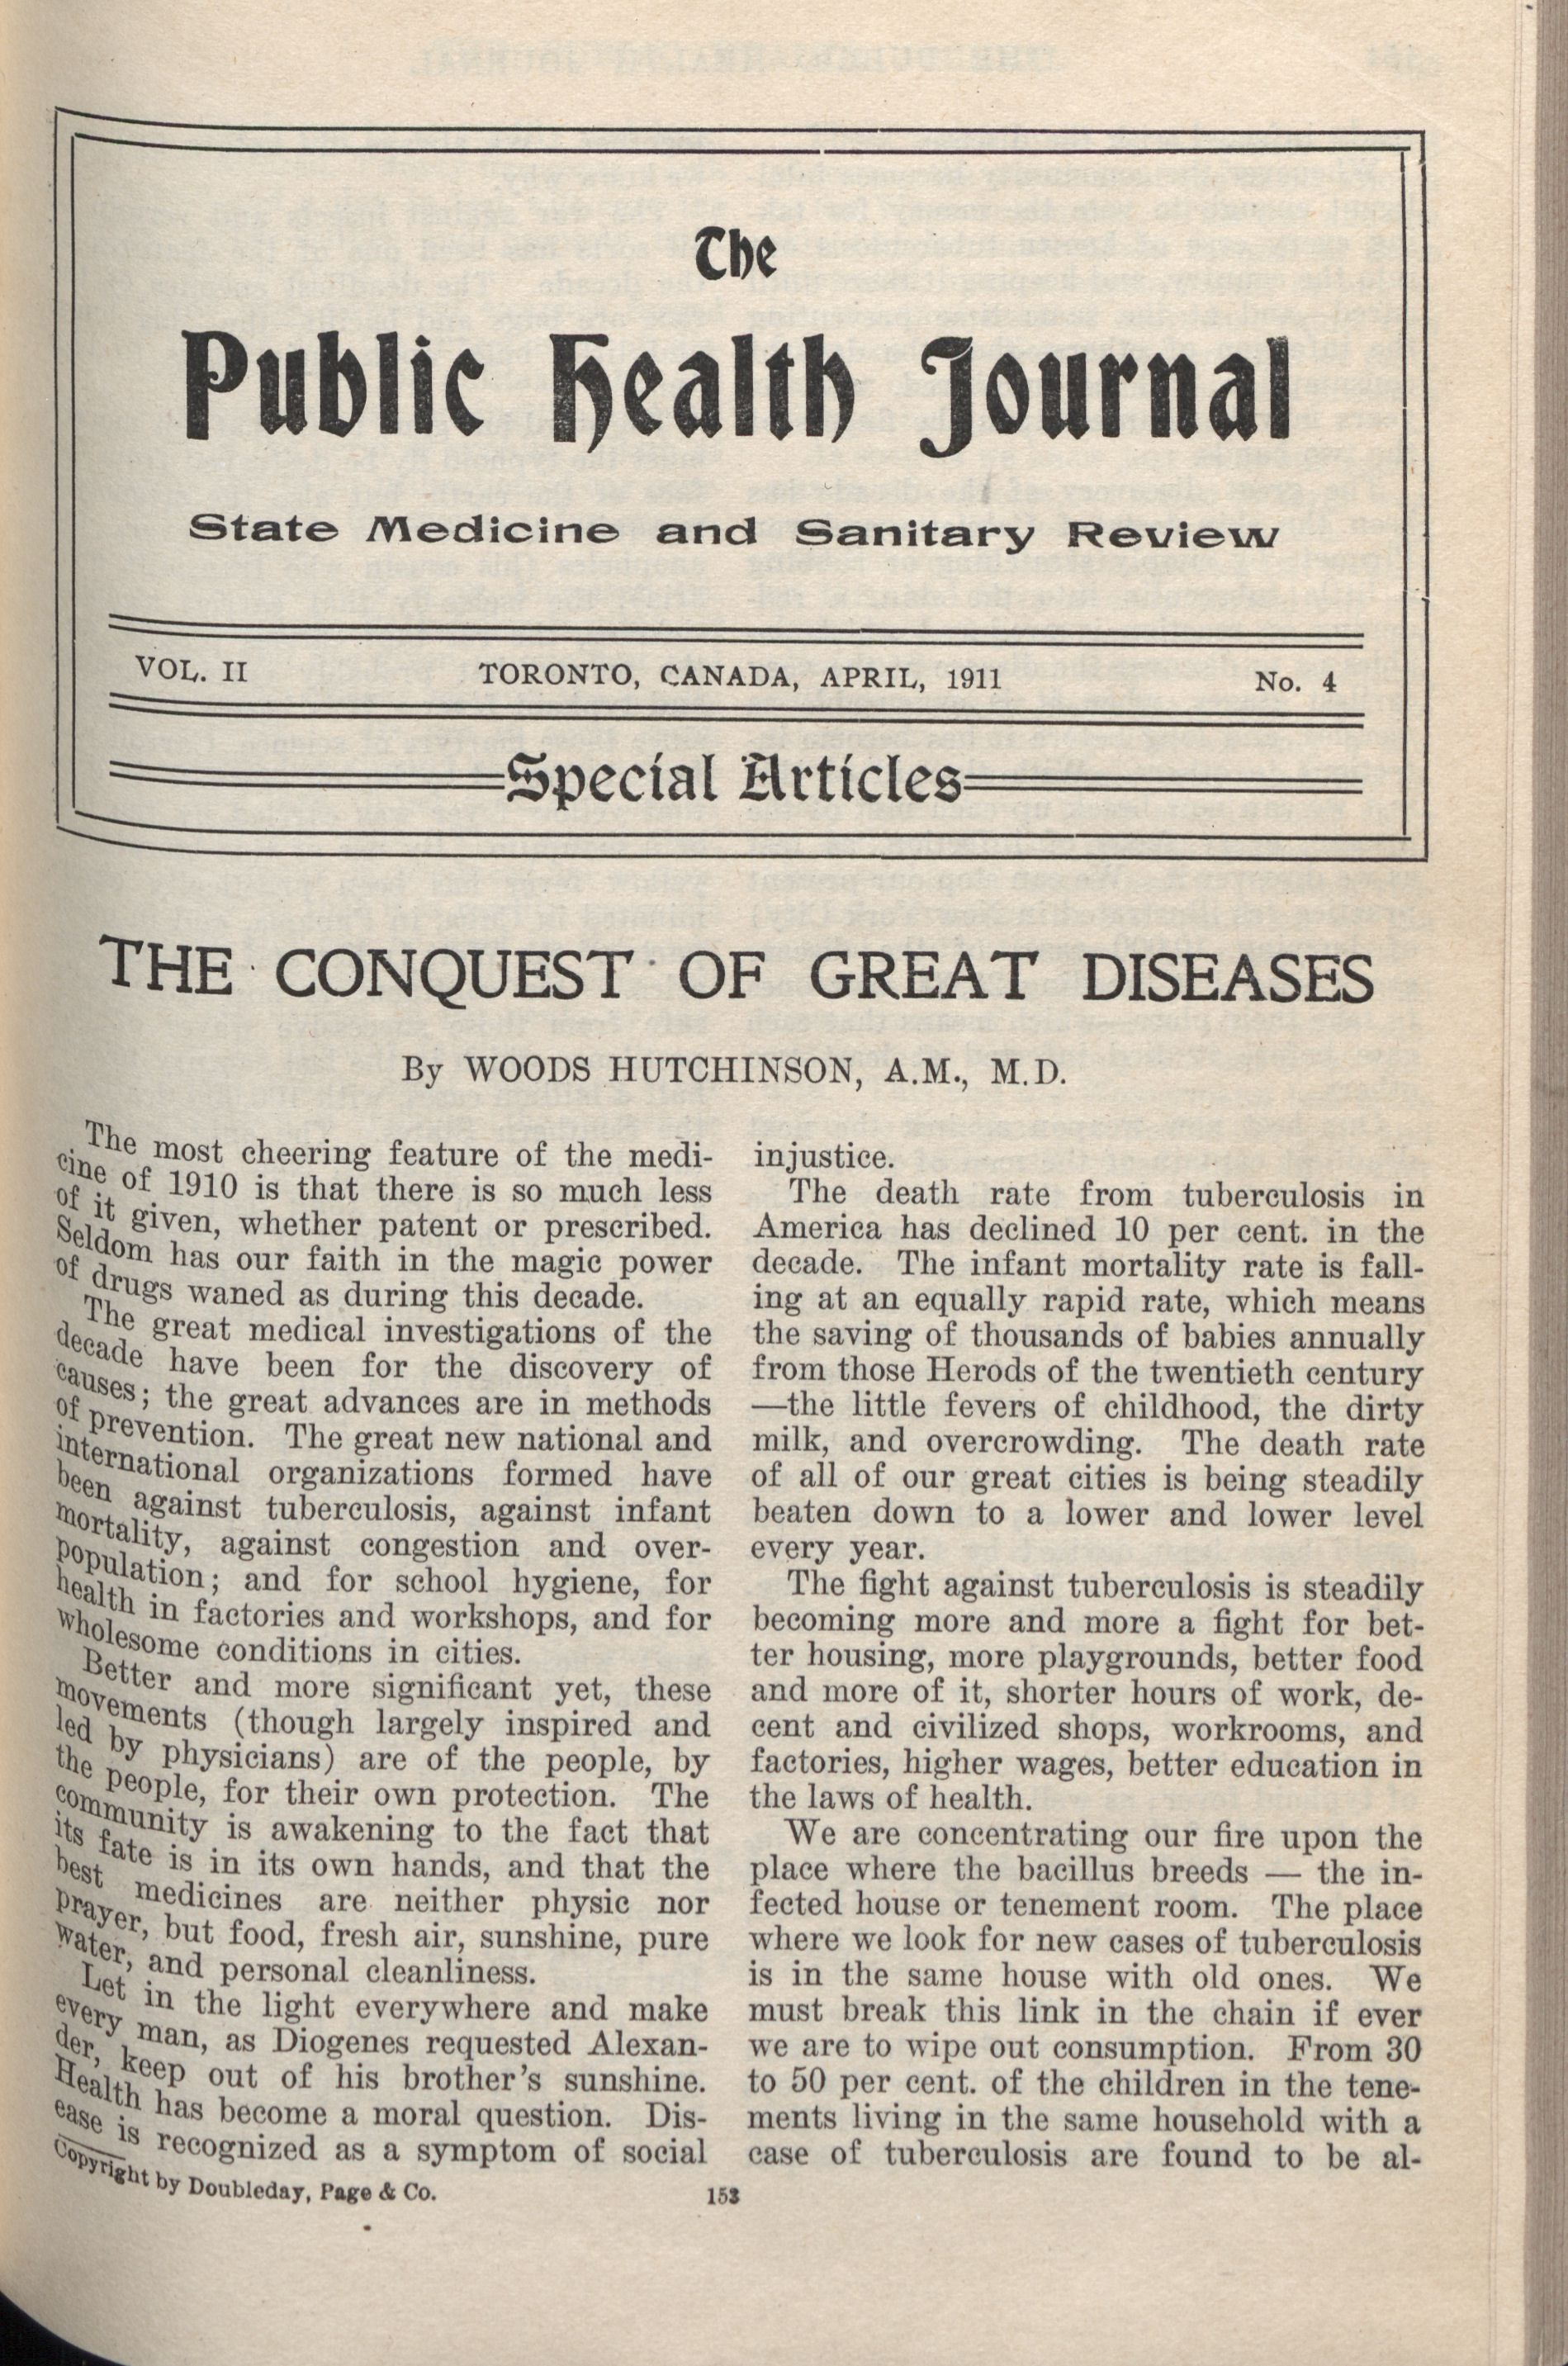 The
Public Health Journal
State Medicine and Sanitary Review
VOL. II TORONTO, CANADA, APRIL, 1911 No. 4
Special Articles
THE CONQUEST OF GREAT DISEASES
By WOODS HUTCHINSON, A.M., M.D.
The most cheering feature of the medi-
cine of 1910 is that there is so much less
of it given, whether patent or prescribed.
Seldom has our faith in the magic power
of drugs waned as during this decade.
The great medical investigations of the
decade have been for the discovery of
causes; the great advances are in methods
of prevention. The great new national and
international organizations formed have
been against tuberculosis, against infant
mortality, against congestion and over-
population; and for school hygiene, for
health in factories and workshops, and for
wholesome conditions in cities.
Better and more significant yet, these
movements (though largely inspired and
led by physicians) are of the people, by
the people, for their own protection. The
community is awakening to the fact that
its fate is in its own hands, and that the
best medicines are neither physic nor
prayer, but food, fresh air, sunshine, pure
water, and personal cleanliness.
Let in the light everywhere and make
every man, as Diogenes requested Alexan-
der, keep out of his brother's sunshine.
Health has become a moral question. Dis-
ease is recognized as a symptom of social
injustice.
The death rate from tuberculosis in
America has declined 10 per cent. in the
decade. The infant mortality rate is fall-
ing at an equally rapid rate, which means
the saving of thousands of babies annually
from those Herods of the twentieth century
—the little fevers of childhood, the dirty
milk, and overcrowding. The death rate
of all of our great cities is being steadily
beaten down to a lower and lower level
every year.
The fight against tuberculosis is steadily
becoming more and more a fight for bet-
ter housing, more playgrounds, better food
and more of it, shorter hours of work, de-
cent and civilized shops, workrooms, and
factories, higher wages, better education in
the laws of health.
We are concentrating our fire upon the
place where the bacillus breeds — the in-
fected house or tenement room. The place
where we look for new cases of tuberculosis
is in the same house with old ones. We
must break this link in the chain if ever
we are to wipe out consumption. From 30
to 50 per cent. of the children in the tene-
ments living in the same household with a
case of tuberculosis are found to be al-
Copyright by Doubleday, Page & Co.
153